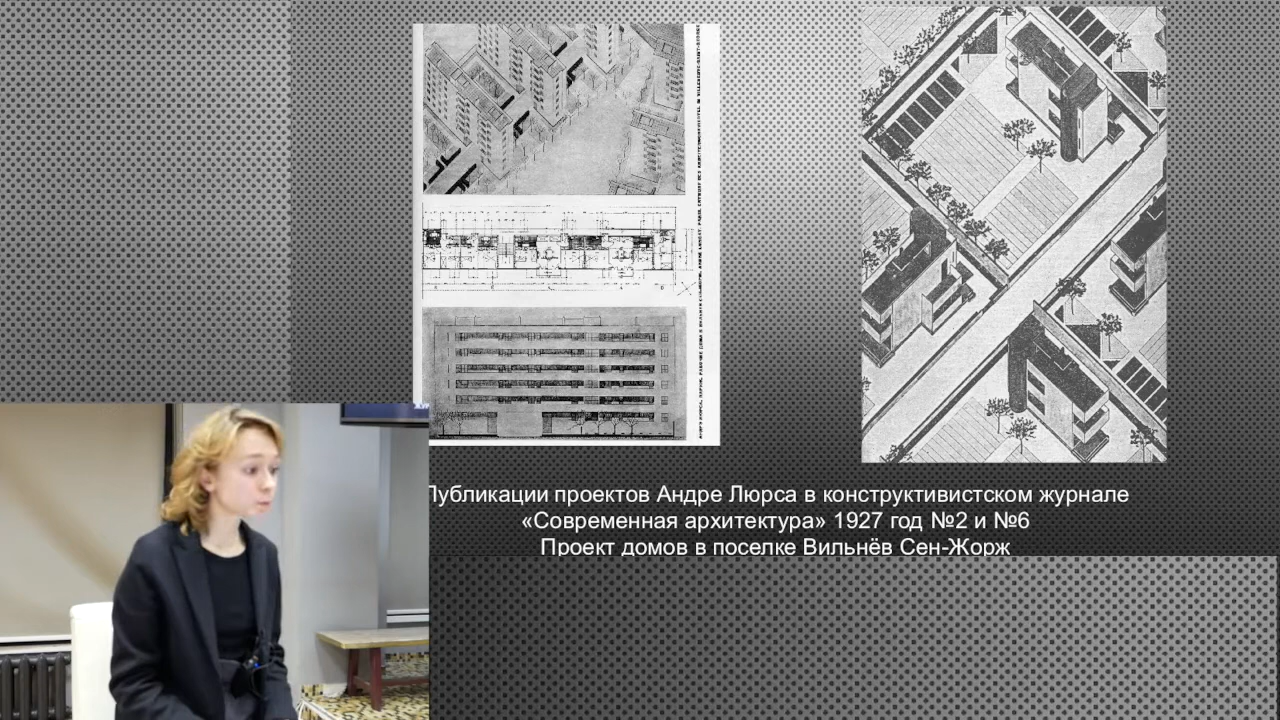 Публикации проектов Андре Люрса в конструктивистском журнале
«Современная архитектура» 1927 год №2 и №6
Проект домов в поселке Вильнёв Сен-Жорж